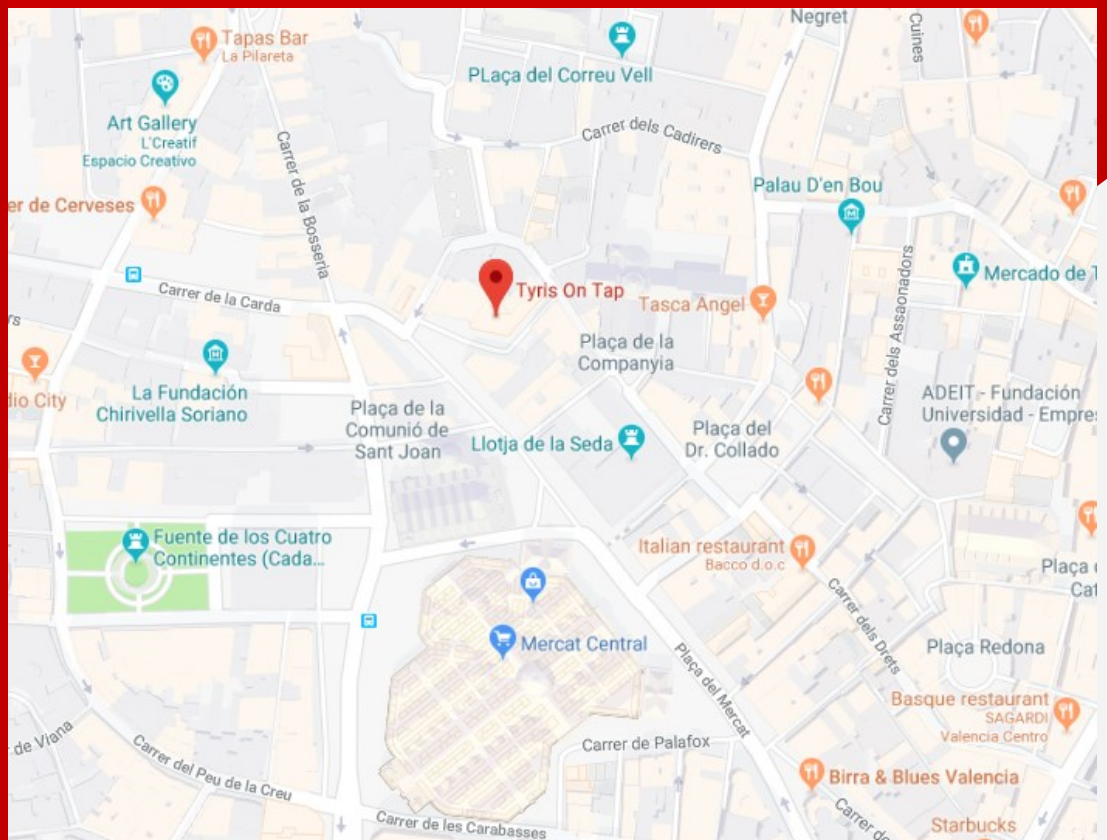 Negret
Cuines
Tapas Bar
La Pilareta
PLaça del Correu Vell
Art Gallery
L'Creatif
Espacio Creativo
Carrer dels Cadirers
Carrer de la Bosseria
Palau D'en Bou
er de Cerveses
Carrer dels Assaonadors
Mercado de T
Carrer de la Carda
Tyris On Tap
Tasca Angel
Plaça de la
Companyia
rs
dio City
La Fundación
Chirivella Soriano
Plaça de la
Comunió de
Sant Joan
Llotja de la Seda
Plaça del
Dr. Collado
ADEIT - Fundación
Universidad - Empres
Fuente de los Cuatro
Continentes (Cada...
Italian restaurant
Bacco d.o.c
Plaça
Cat
Carrer dels Drets
Mercat Central
Plaça Redona
Plaça del Mercat
Basque restaurant
SAGARDI
Valencia Centro
r de Viana
Carrer del Peu de la Creu
Carrer de Palafox
Birra & Blues Valencia
Carrer de les Carabasses
Carrer de
Starbucks